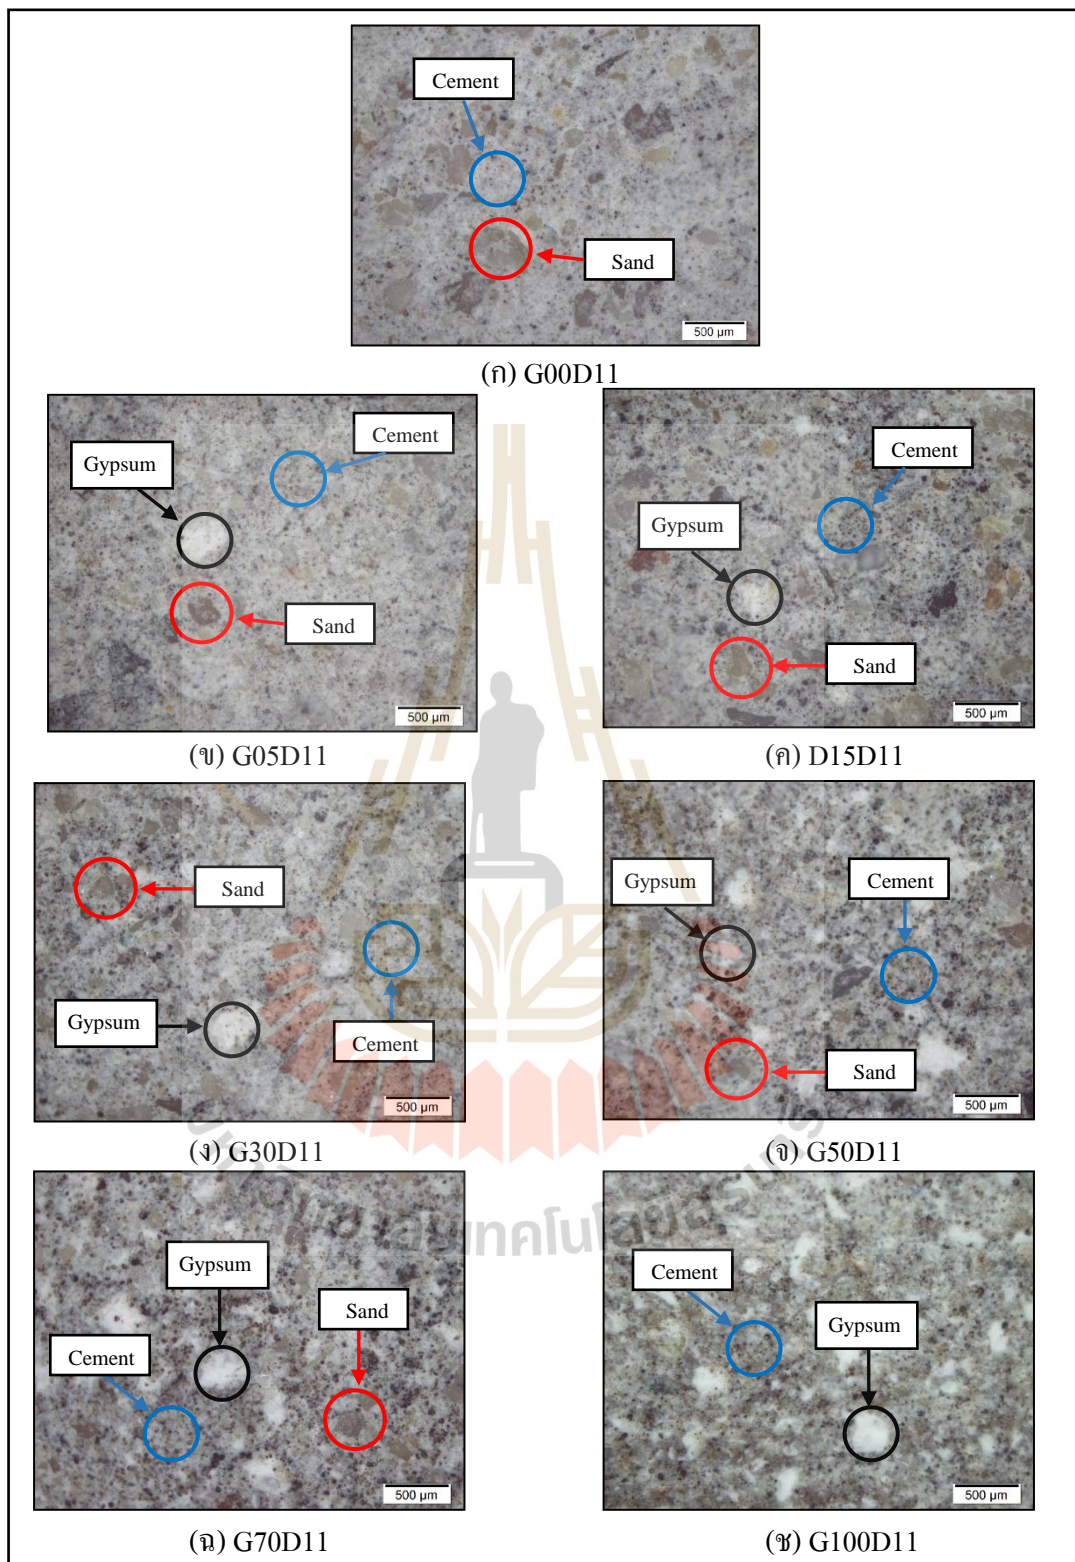 Cement
Sand
500 μm
(ก) G00D11
Cement
Gypsum
Sand
500 μm
(ข) G05D11
Cement
Gypsum
Sand
500 μm
(ค) D15D11
Sand
Gypsum
Cement
500 μm
(ง) G30D11
Gypsum
Cement
Sand
500 μm
(จ) G50D11
Gypsum
Sand
Cement
500 μm
(ฉ) G70D11
Cement
Gypsum
500 μm
(ช) G100D11